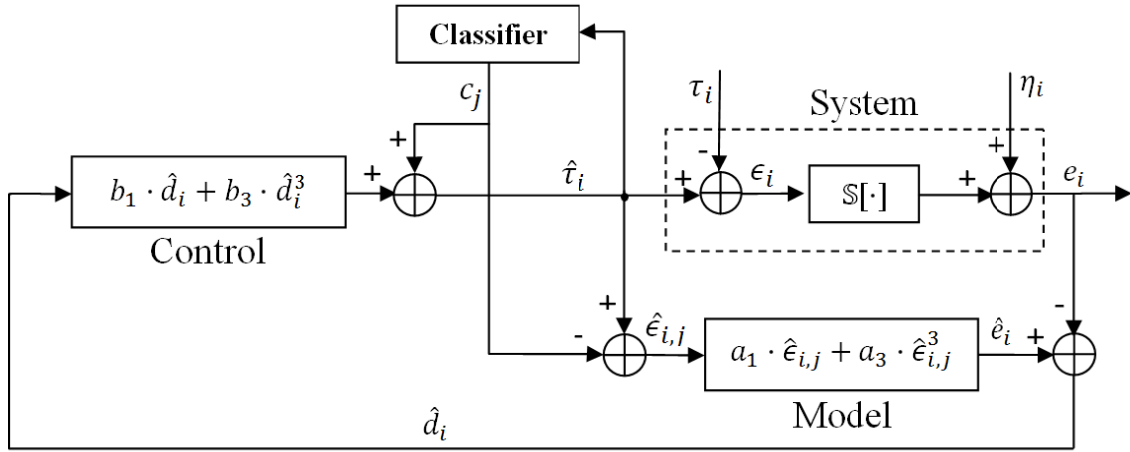 Classifier
c_j
τ_i
System
η_i
+
b_1 · d̂_i + b_3 · d̂_i^3
Control
+
τ̂_i
+
-
ϵ_i
𝕊[·]
+
+
e_i
+
-
ϵ̂_{i,j}
a_1 · ϵ̂_{i,j} + a_3 · ϵ̂_{i,j}^3
Model
ê_i
+
-
d̂_i